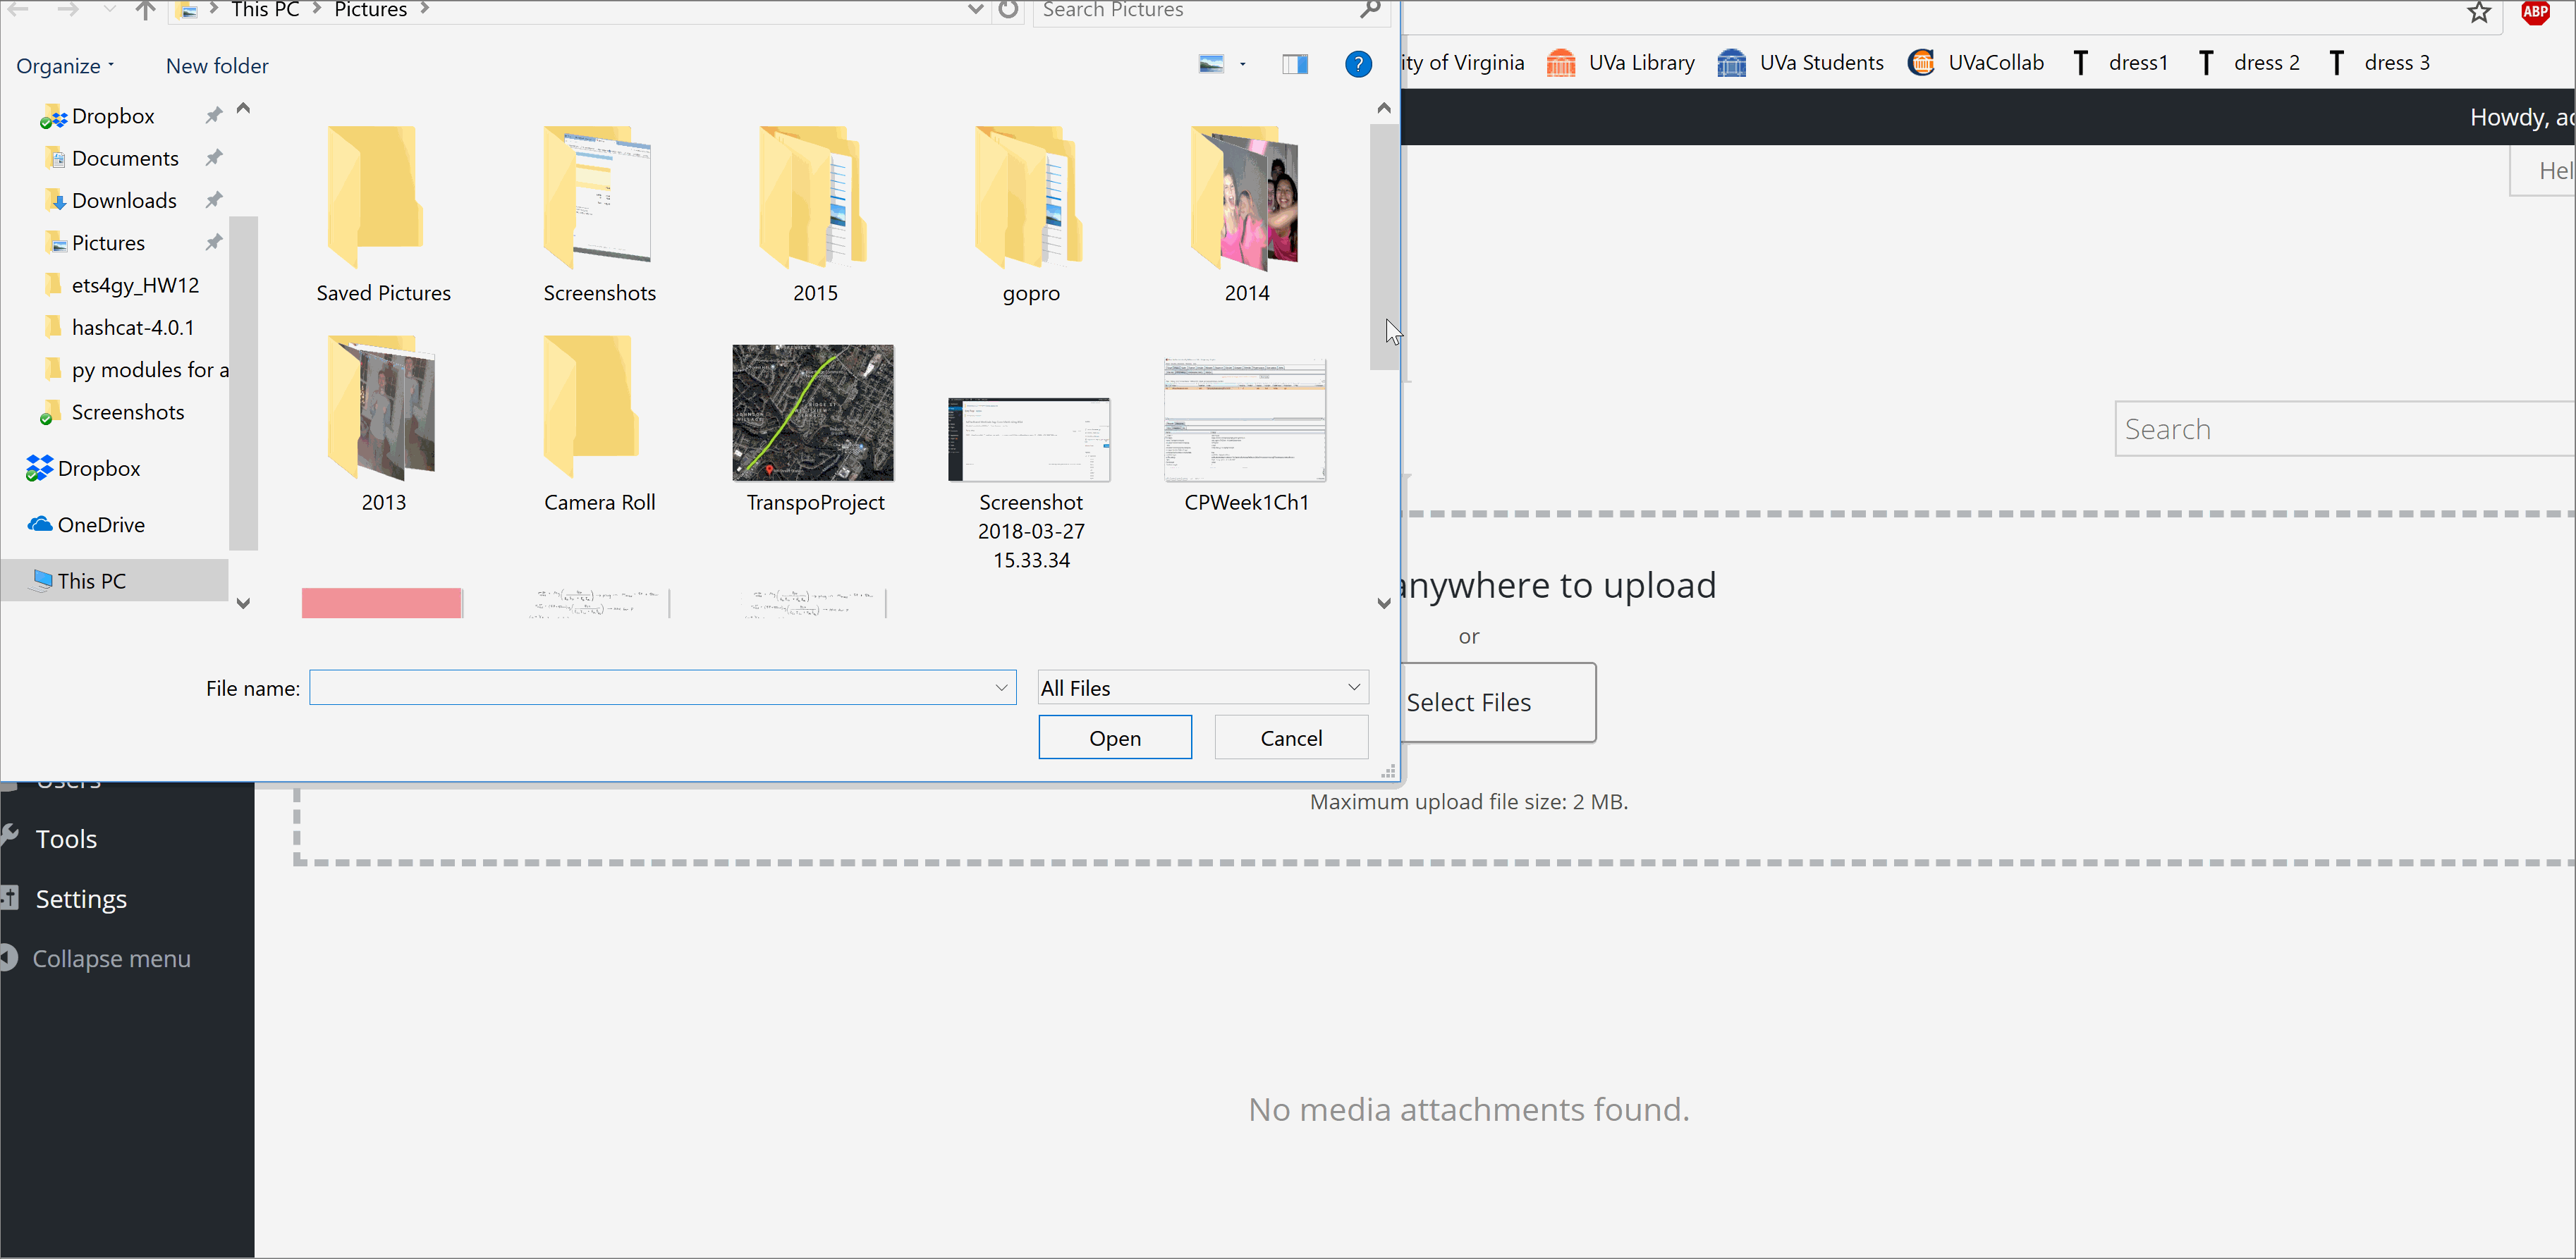 This PC > Pictures >
Search Pictures
ABP
Organize
New folder
ity of Virginia
UVa Library
UVa Students
UVaCollab
dress1
dress 2
dress 3
Howdy, ad
Hel
Dropbox
Documents
Downloads
Pictures
ets4gy_HW12
hashcat-4.0.1
py modules for a
Screenshots
Dropbox
OneDrive
This PC
Saved Pictures
Screenshots
2015
gopro
2014
2013
Camera Roll
TranspoProject
Screenshot
2018-03-27
15.33.34
CPWeek1Ch1
Search
anywhere to upload
or
Select Files
Maximum upload file size: 2 MB.
File name:
All Files
Open
Cancel
Users
Tools
Settings
Collapse menu
No media attachments found.